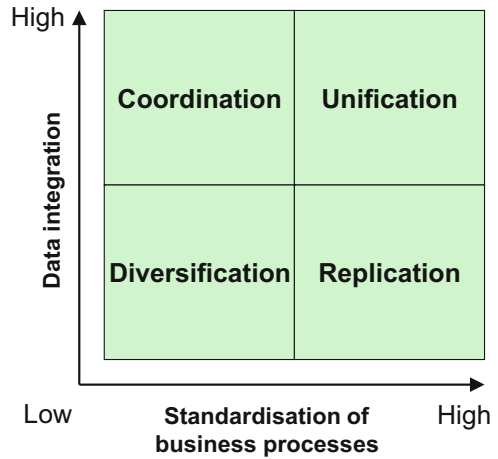 High
Coordination
Unification
Data integration
Diversification
Replication
Low
Standardisation of
business processes
High